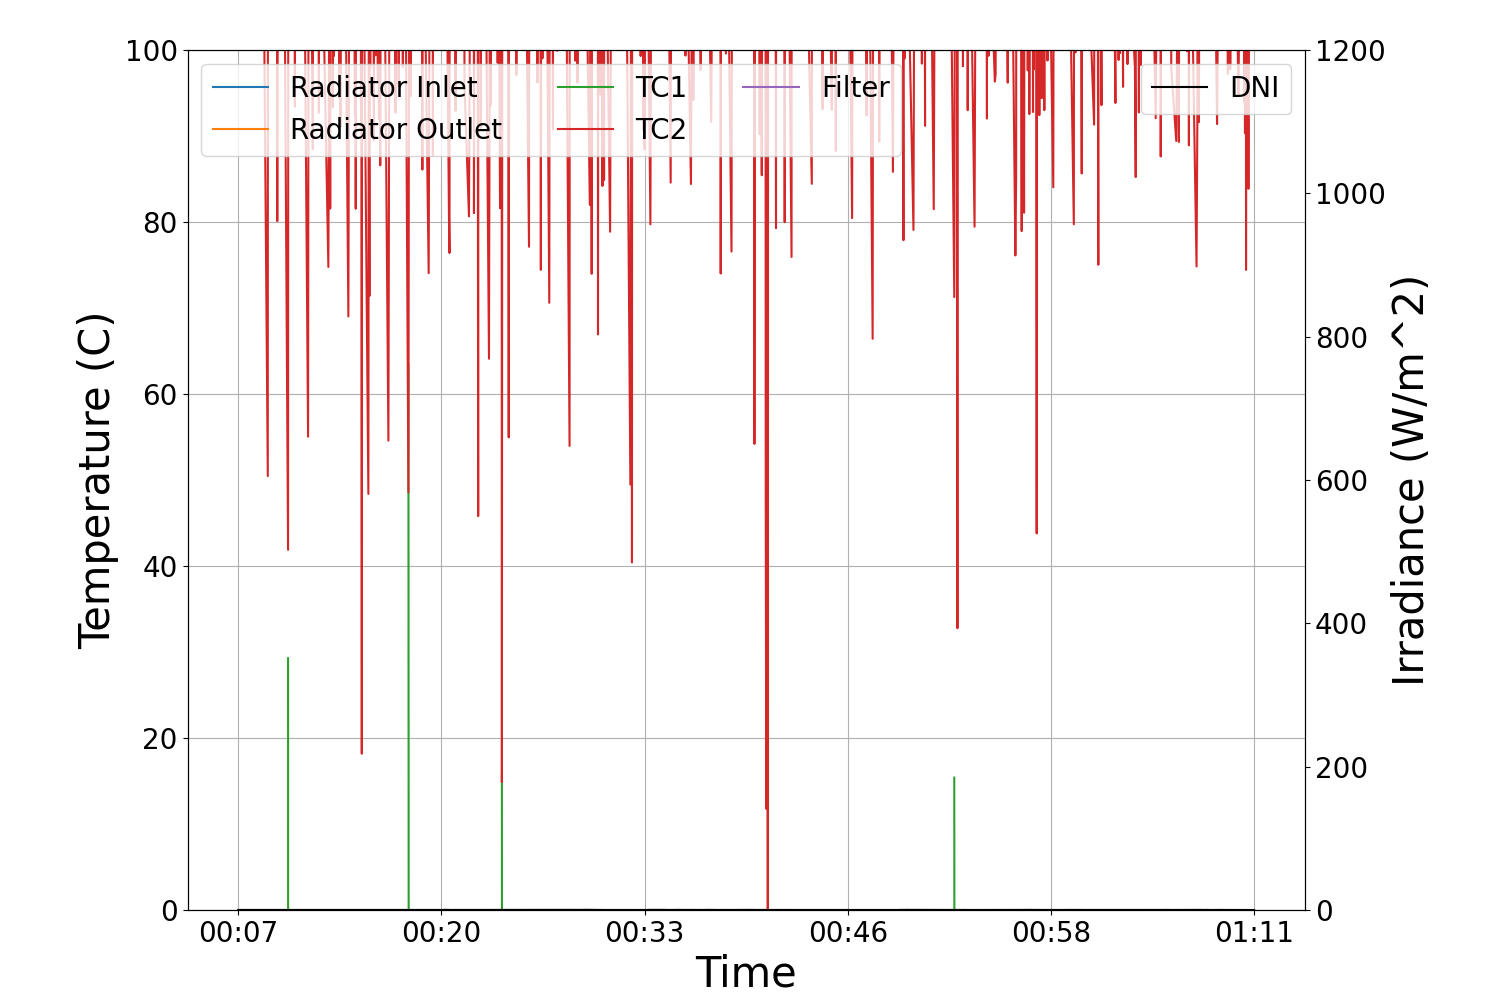 100
80
60
40
20
0
Temperature (C)
Radiator Inlet
Radiator Outlet
TC1
TC2
Filter
DNI
1200
1000
800
600
400
200
0
Irradiance (W/m^2)
00:07
00:20
00:33
00:46
00:58
01:11
Time